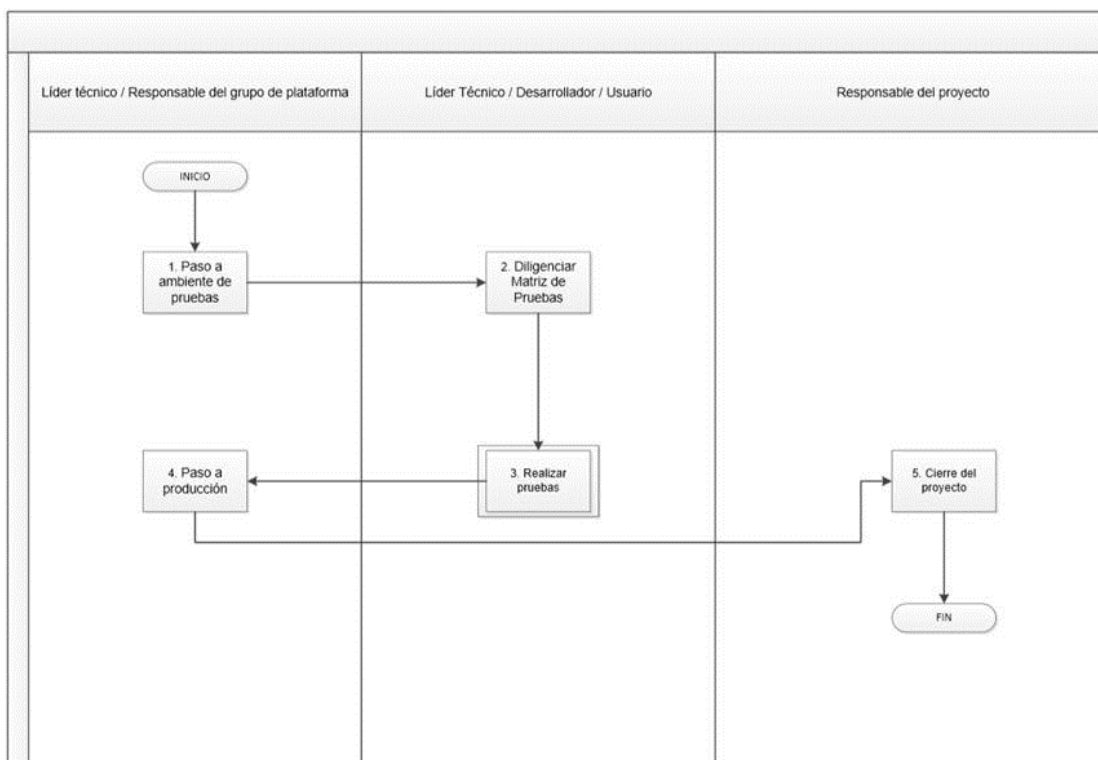 Líder técnico / Responsable del grupo de plataforma
Líder Técnico / Desarrollador / Usuario
Responsable del proyecto
INICIO
1. Paso a
ambiente de
pruebas
2. Diligenciar
Matriz de
Pruebas
4. Paso a
producción
3. Realizar
pruebas
5. Cierre del
proyecto
FIN